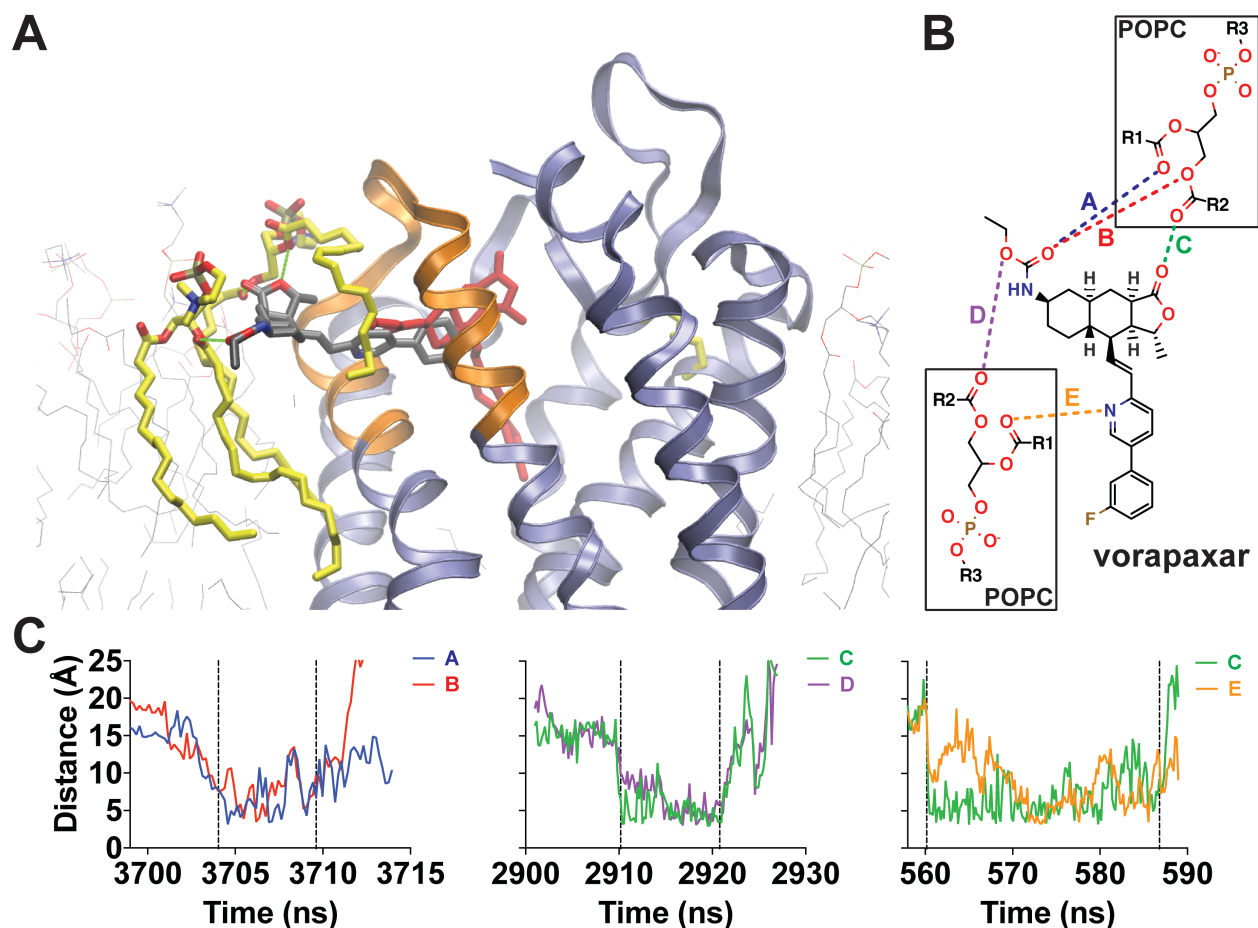 A
B
POPC
R3
O-
O
P
O
O
O
R1
O
O
A
B
O
R2
C
O
O
O
H
H
O
HN
O
D
H
H
O
R2
E
N
O
O
R1
O
O
F
O
P
O-
O
R3
vorapaxar
POPC
C
Distance (Å)
25
20
15
10
5
0
A
B
3700
3705
3710
3715
Time (ns)
C
D
2900
2910
2920
2930
Time (ns)
C
E
560
570
580
590
Time (ns)